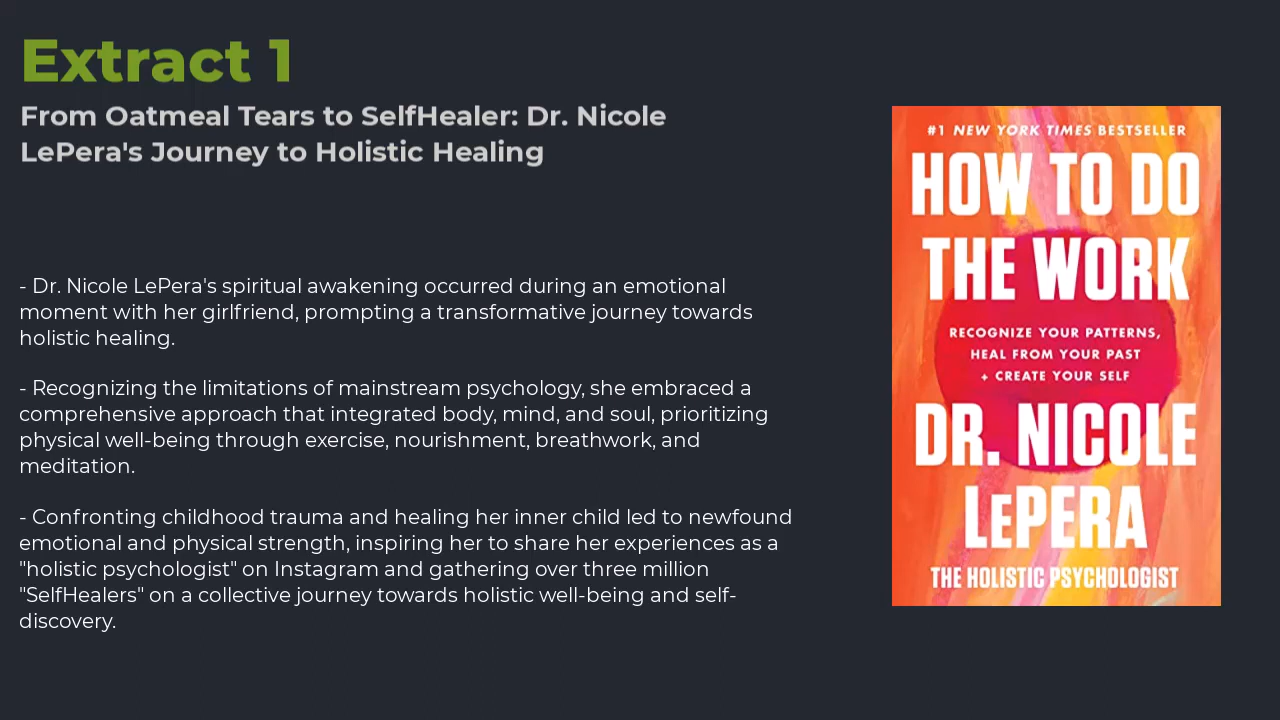 Extract 1
From Oatmeal Tears to SelfHealer: Dr. Nicole
LePera's Journey to Holistic Healing
- Dr. Nicole LePera's spiritual awakening occurred during an emotional
moment with her girlfriend, prompting a transformative journey towards
holistic healing.
- Recognizing the limitations of mainstream psychology, she embraced a
comprehensive approach that integrated body, mind, and soul, prioritizing
physical well-being through exercise, nourishment, breathwork, and
meditation.
- Confronting childhood trauma and healing her inner child led to newfound
emotional and physical strength, inspiring her to share her experiences as a
"holistic psychologist" on Instagram and gathering over three million
"SelfHealers" on a collective journey towards holistic well-being and self-
discovery.
#1 NEW YORK TIMES BESTSELLER
HOW TO DO
THE WORK
RECOGNIZE YOUR PATTERNS,
HEAL FROM YOUR PAST
+ CREATE YOUR SELF
DR. NICOLE
LePERA
THE HOLISTIC PSYCHOLOGIST